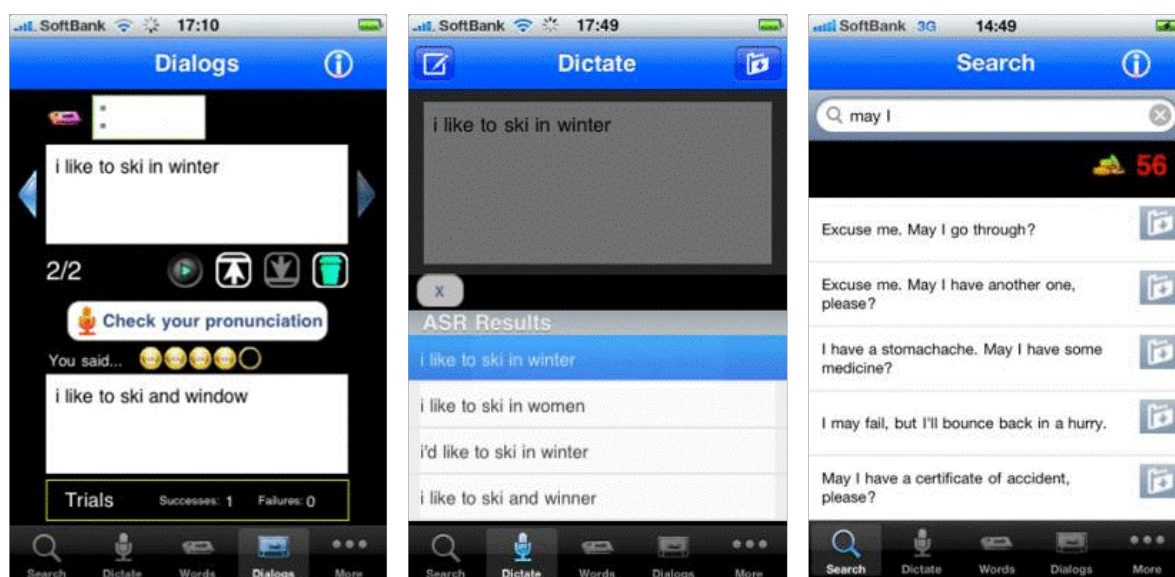 SoftBank 17:10
Dialogs
:
i like to ski in winter
2/2
Check your pronunciation
You said...
i like to ski and window
Trials Successes: 1 Failures: 0
Search Dictate Words Dialogs More
SoftBank 17:49
Dictate
i like to ski in winter
x
ASR Results
i like to ski in winter
i like to ski in women
i'd like to ski in winter
i like to ski and winner
Search Dictate Words Dialogs More
SoftBank 3G 14:49
Search
may I
56
Excuse me. May I go through?
Excuse me. May I have another one,
please?
I have a stomachache. May I have some
medicine?
I may fail, but I'll bounce back in a hurry.
May I have a certificate of accident,
please?
Search Dictate Words Dialogs More